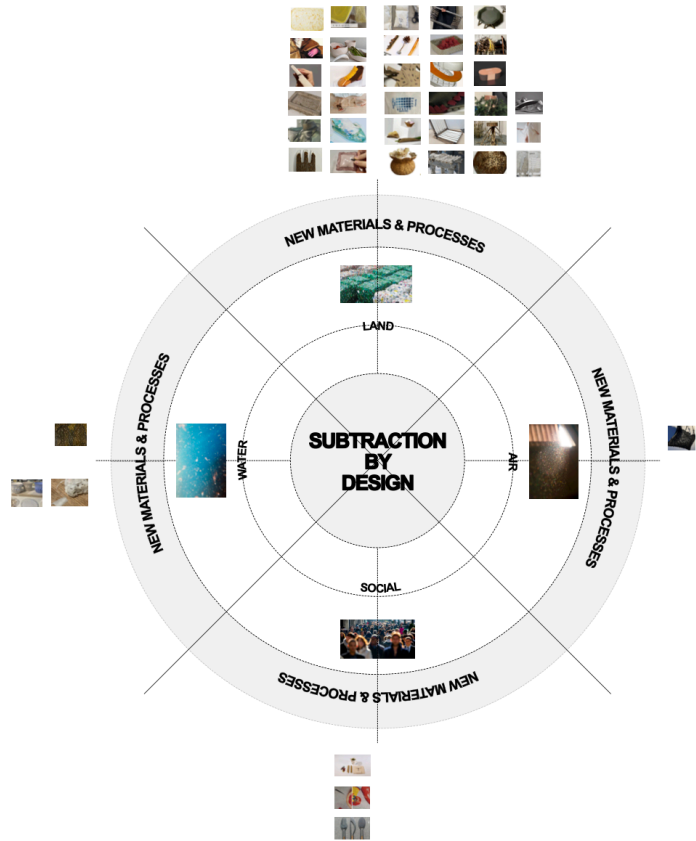 NEW MATERIALS & PROCESSES
LAND
NEW MATERIALS & PROCESSES
WATER
SUBTRACTION
BY
DESIGN
AIR
NEW MATERIALS & PROCESSES
SOCIAL
NEW MATERIALS & PROCESSES